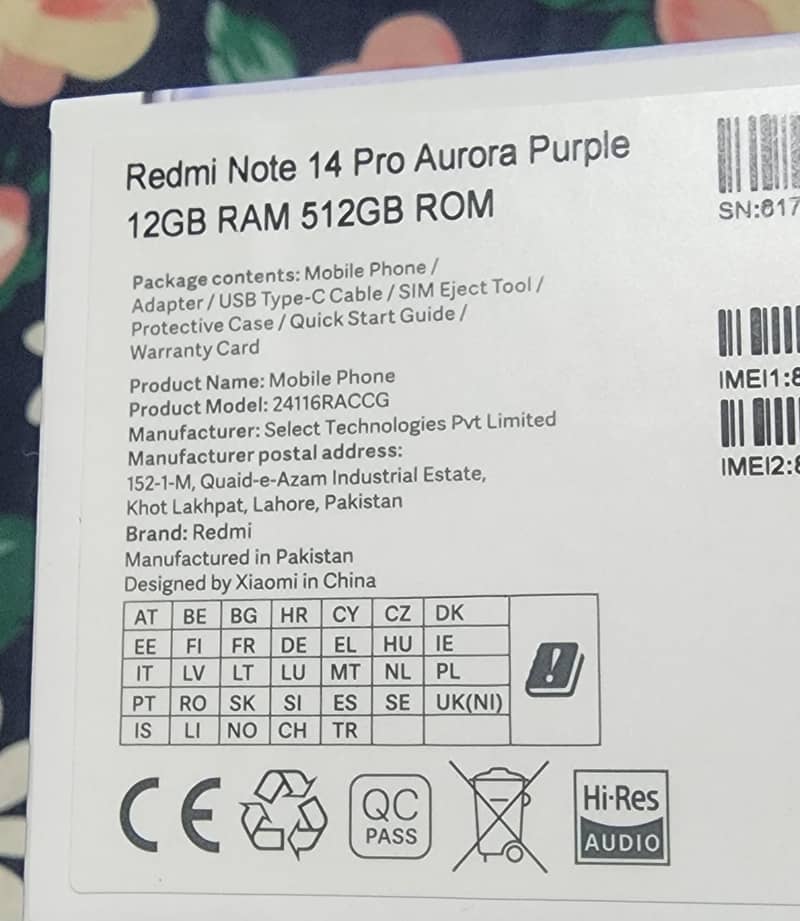 Redmi Note 14 Pro Aurora Purple
12GB RAM 512GB ROM
Package contents: Mobile Phone /
Adapter / USB Type-C Cable / SIM Eject Tool /
Protective Case / Quick Start Guide /
Warranty Card
Product Name: Mobile Phone
Product Model: 24116RACCG
Manufacturer: Select Technologies Pvt Limited
Manufacturer postal address:
152-1-M, Quaid-e-Azam Industrial Estate,
Khot Lakhpat, Lahore, Pakistan
Brand: Redmi
Manufactured in Pakistan
Designed by Xiaomi in China
AT BE BG HR CY CZ DK
EE FI FR DE EL HU IE
IT LV LT LU MT NL PL
PT RO SK SI ES SE UK(NI)
IS LI NO CH TR
CE
QC
PASS
Hi-Res
AUDIO
SN:617
IMEI1:8
IMEI2:8